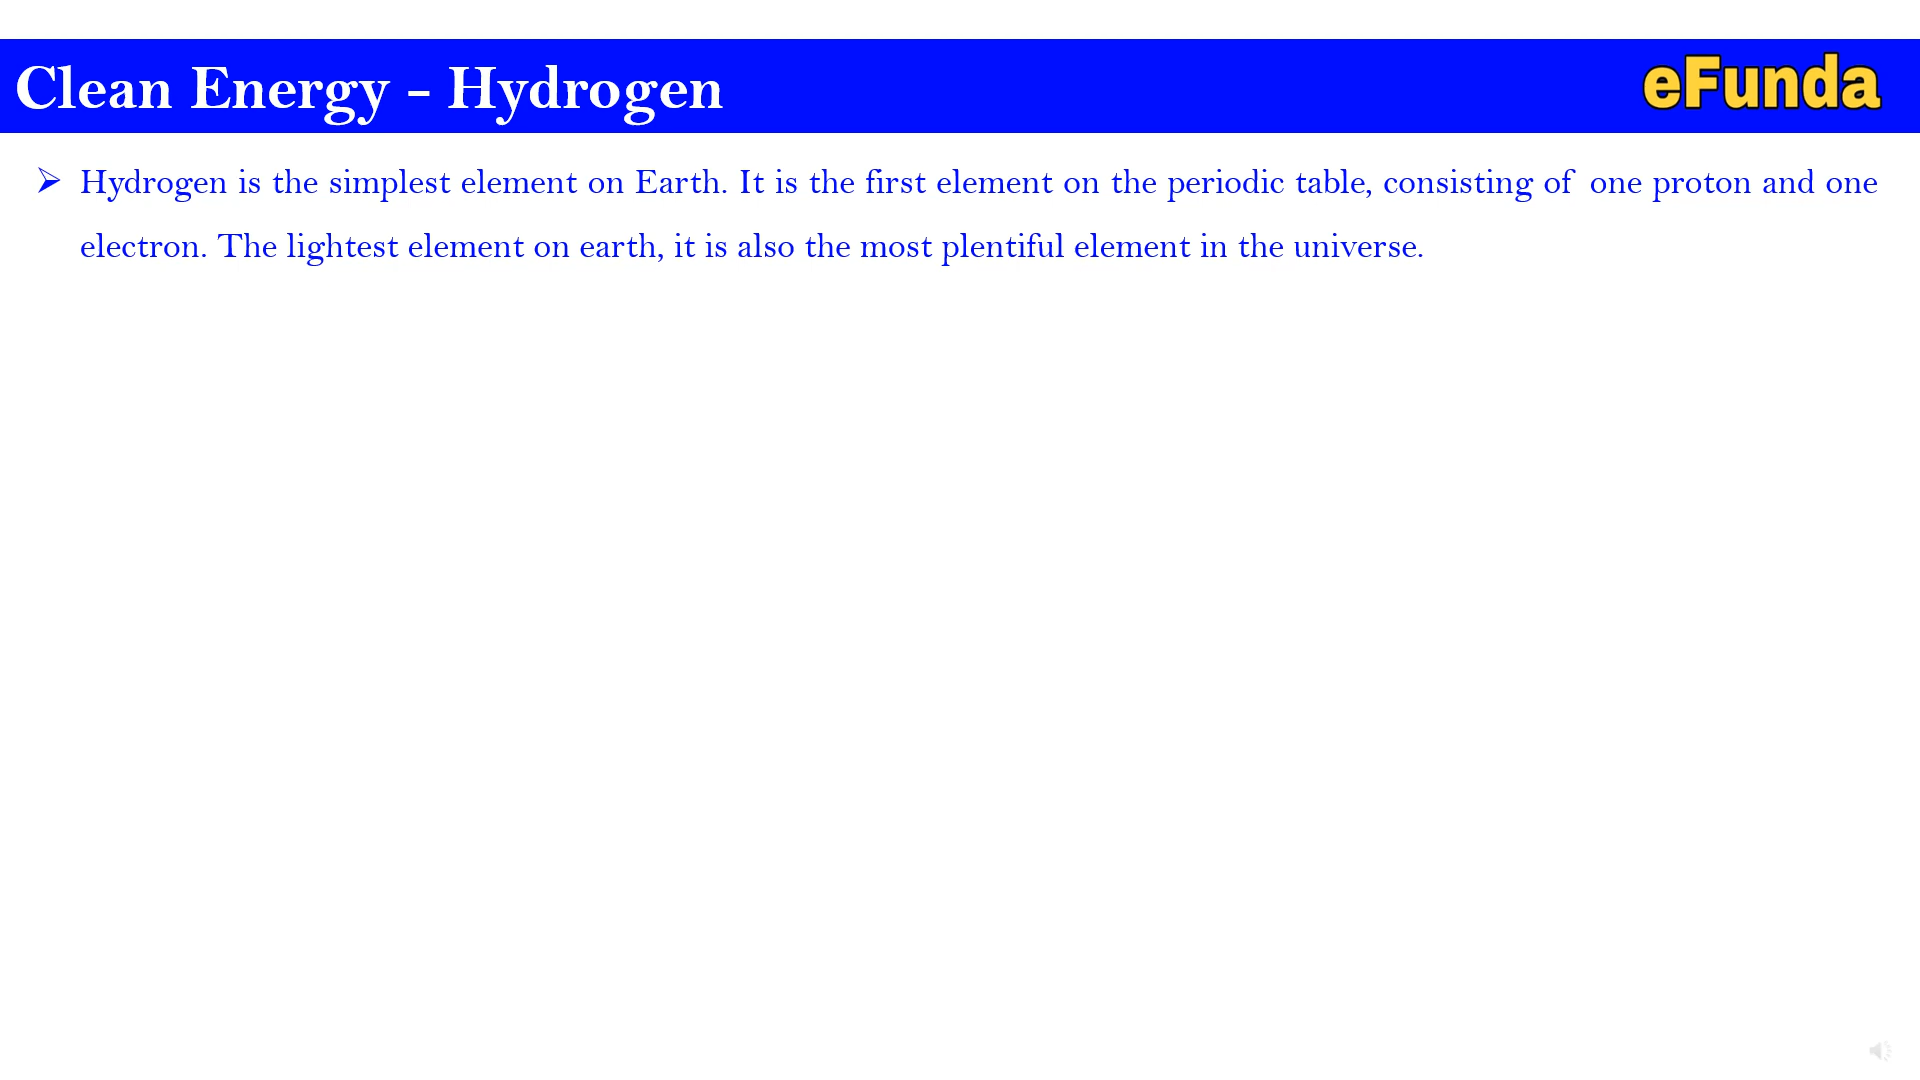 Clean Energy – Hydrogen
eFunda
➢ Hydrogen is the simplest element on Earth. It is the first element on the periodic table, consisting of one proton and one
electron. The lightest element on earth, it is also the most plentiful element in the universe.